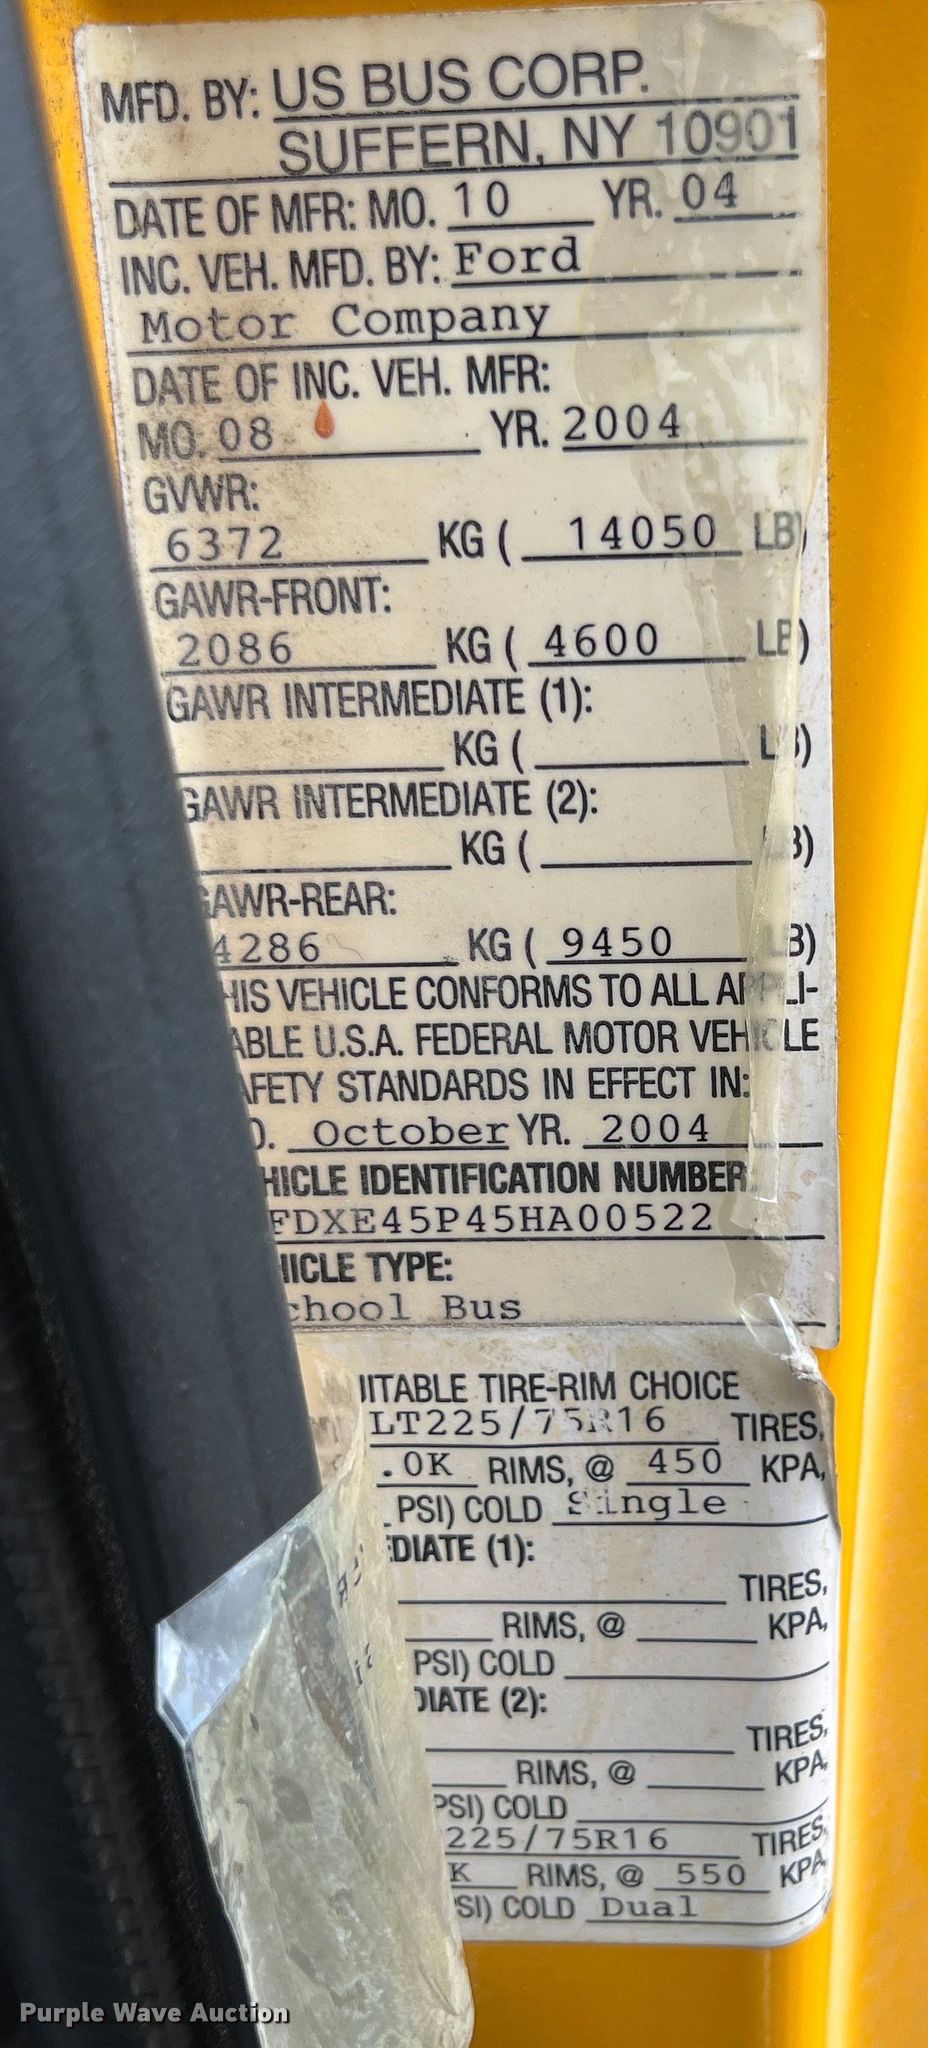 MFD. BY: US BUS CORP.
SUFFERN, NY 10901
DATE OF MFR: MO. 10 YR. 04
INC. VEH. MFD. BY: Ford
Motor Company
DATE OF INC. VEH. MFR:
MO. 08 YR. 2004
GVWR:
6372 KG ( 14050 LB)
GAWR-FRONT:
2086 KG ( 4600 LB)
GAWR INTERMEDIATE (1):
KG ( LB)
GAWR INTERMEDIATE (2):
KG ( LB)
GAWR-REAR:
4286 KG ( 9450 LB)
HIS VEHICLE CONFORMS TO ALL APPLI-
ABLE U.S.A. FEDERAL MOTOR VEHICLE
AFETY STANDARDS IN EFFECT IN:
O. October YR. 2004
HICLE IDENTIFICATION NUMBER:
FDXE45P45HA00522
HICLE TYPE:
chool Bus
UITABLE TIRE-RIM CHOICE
LT225/75R16 TIRES,
.0K RIMS, @ 450 KPA,
PSI) COLD Single
EDIATE (1):
TIRES,
RIMS, @ KPA,
PSI) COLD
DIATE (2):
TIRES,
RIMS, @ KPA,
PSI) COLD
225/75R16 TIRES,
K RIMS, @ 550 KPA,
PSI) COLD Dual
Purple Wave Auction